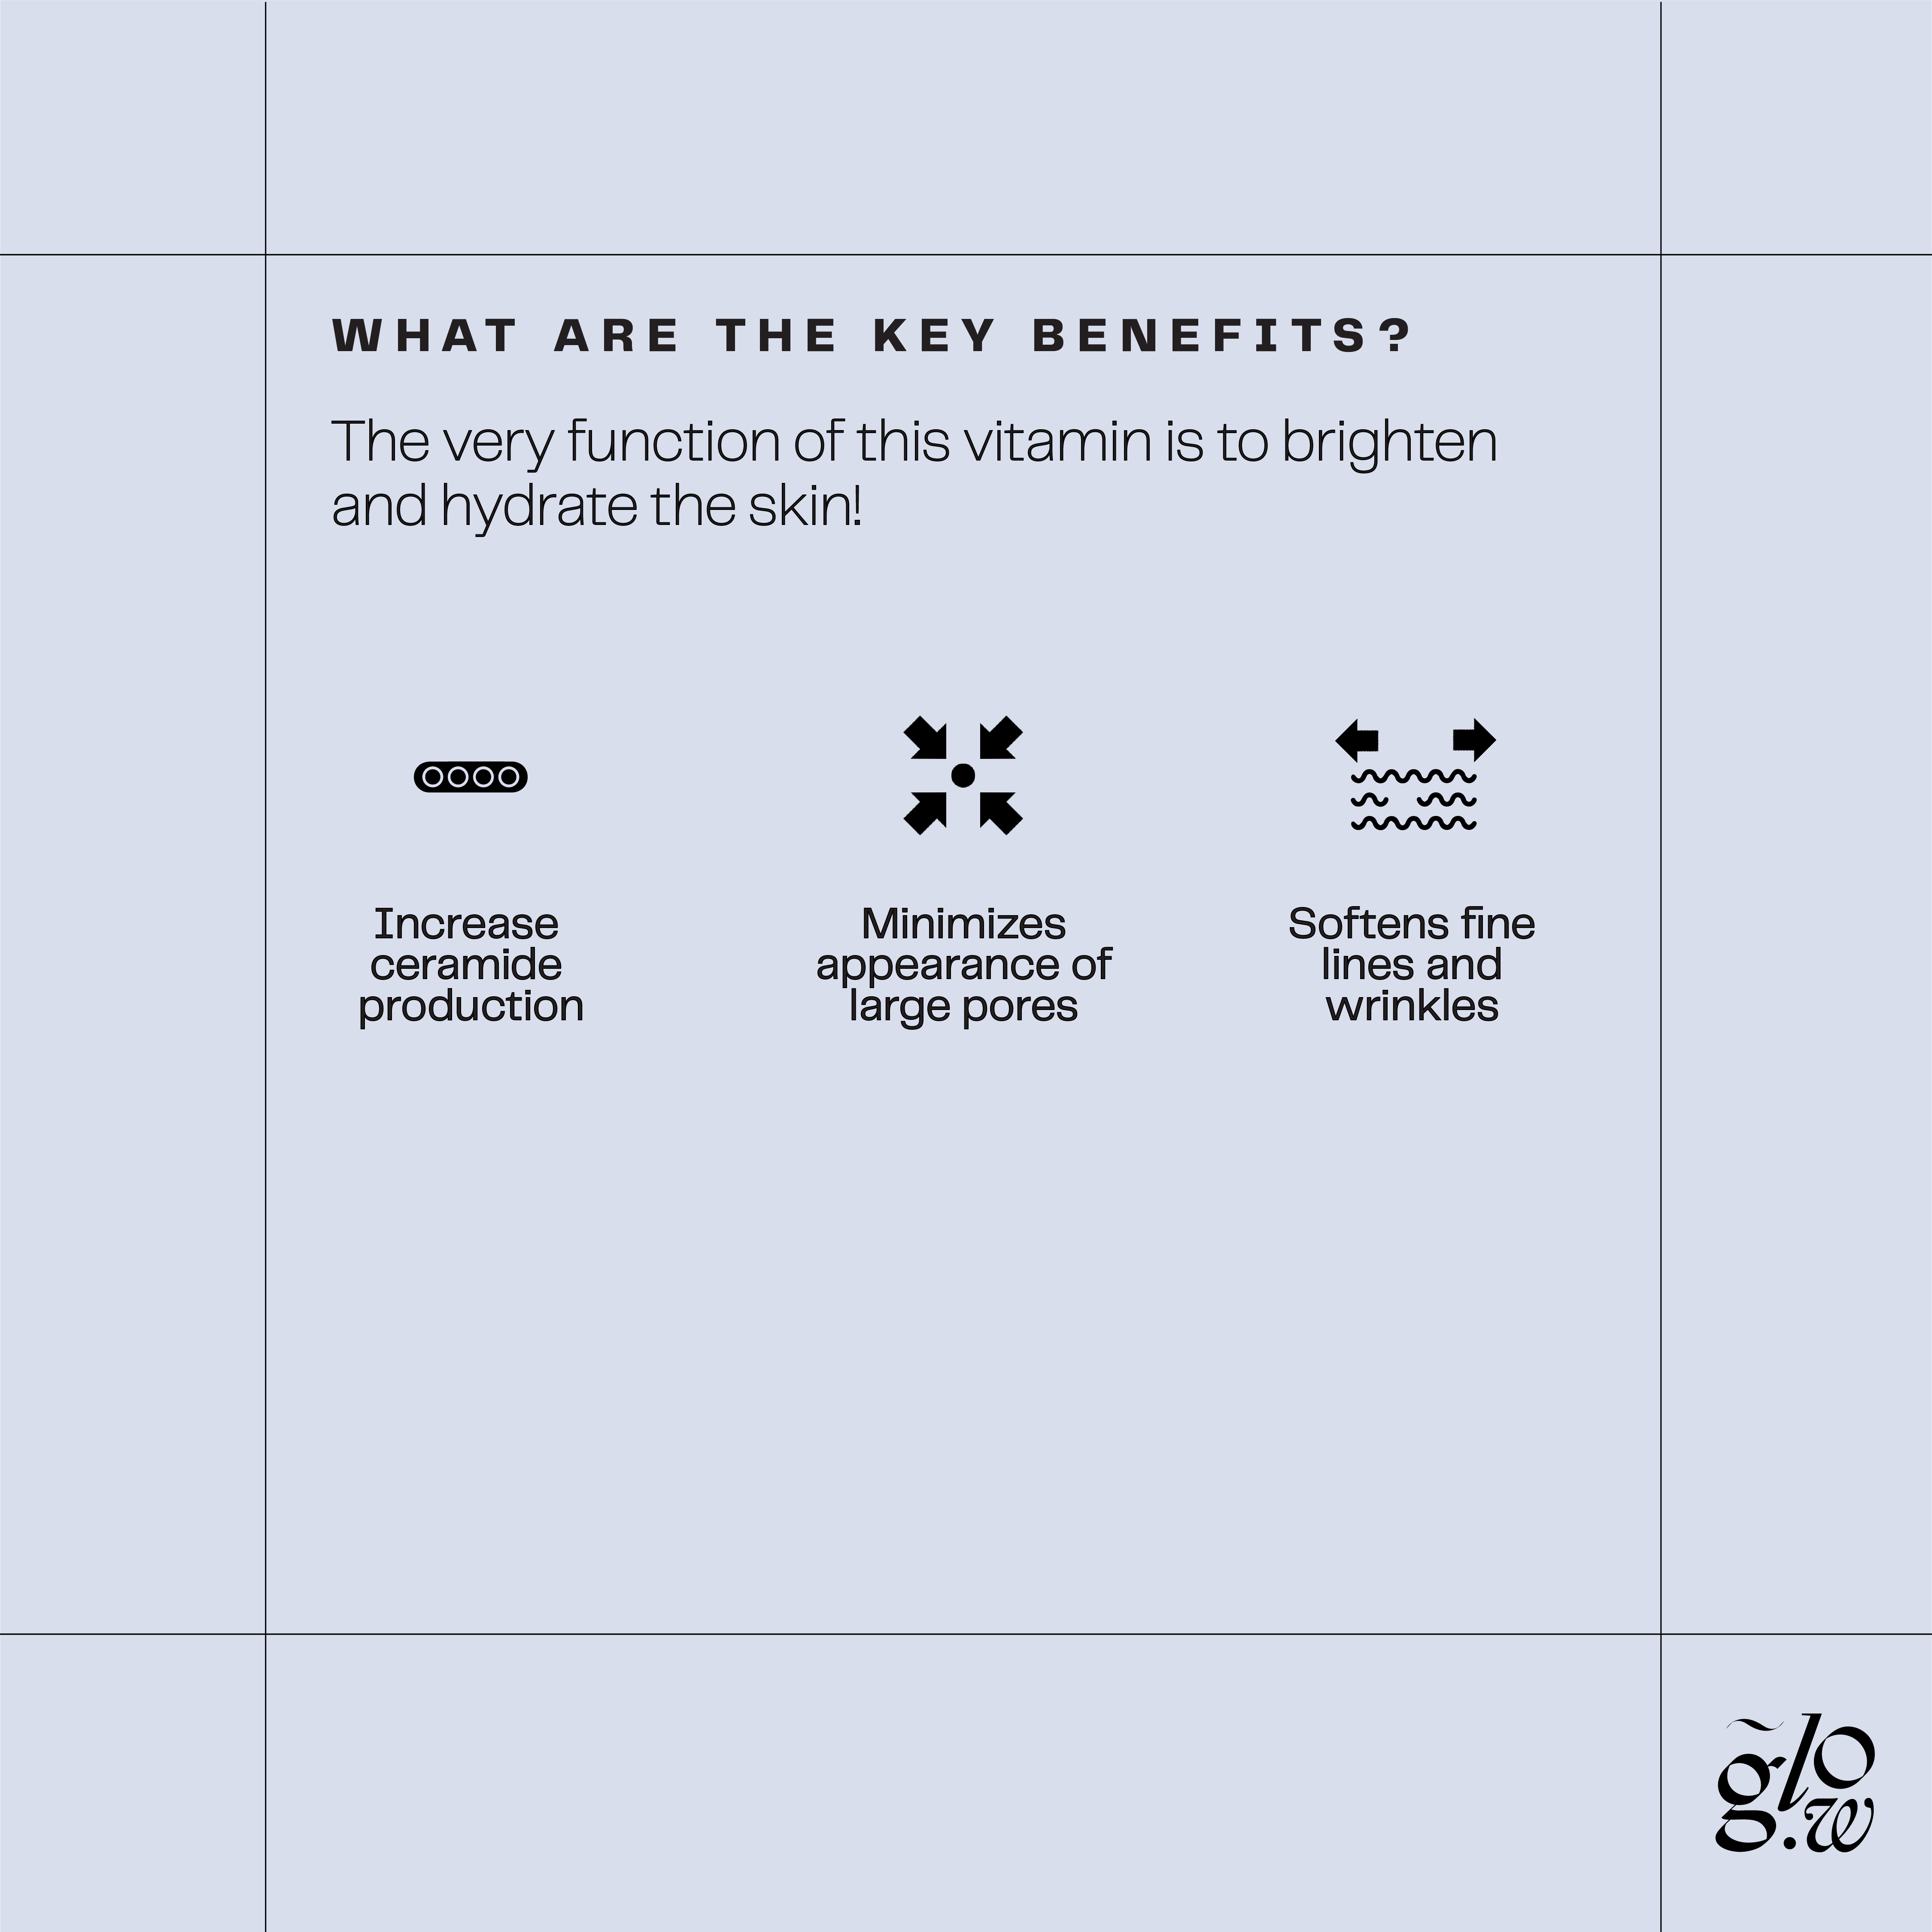 WHAT ARE THE KEY BENEFITS?
The very function of this vitamin is to brighten
and hydrate the skin!
Increase
ceramide
production
Minimizes
appearance of
large pores
Softens fine
lines and
wrinkles
g̃lo.w